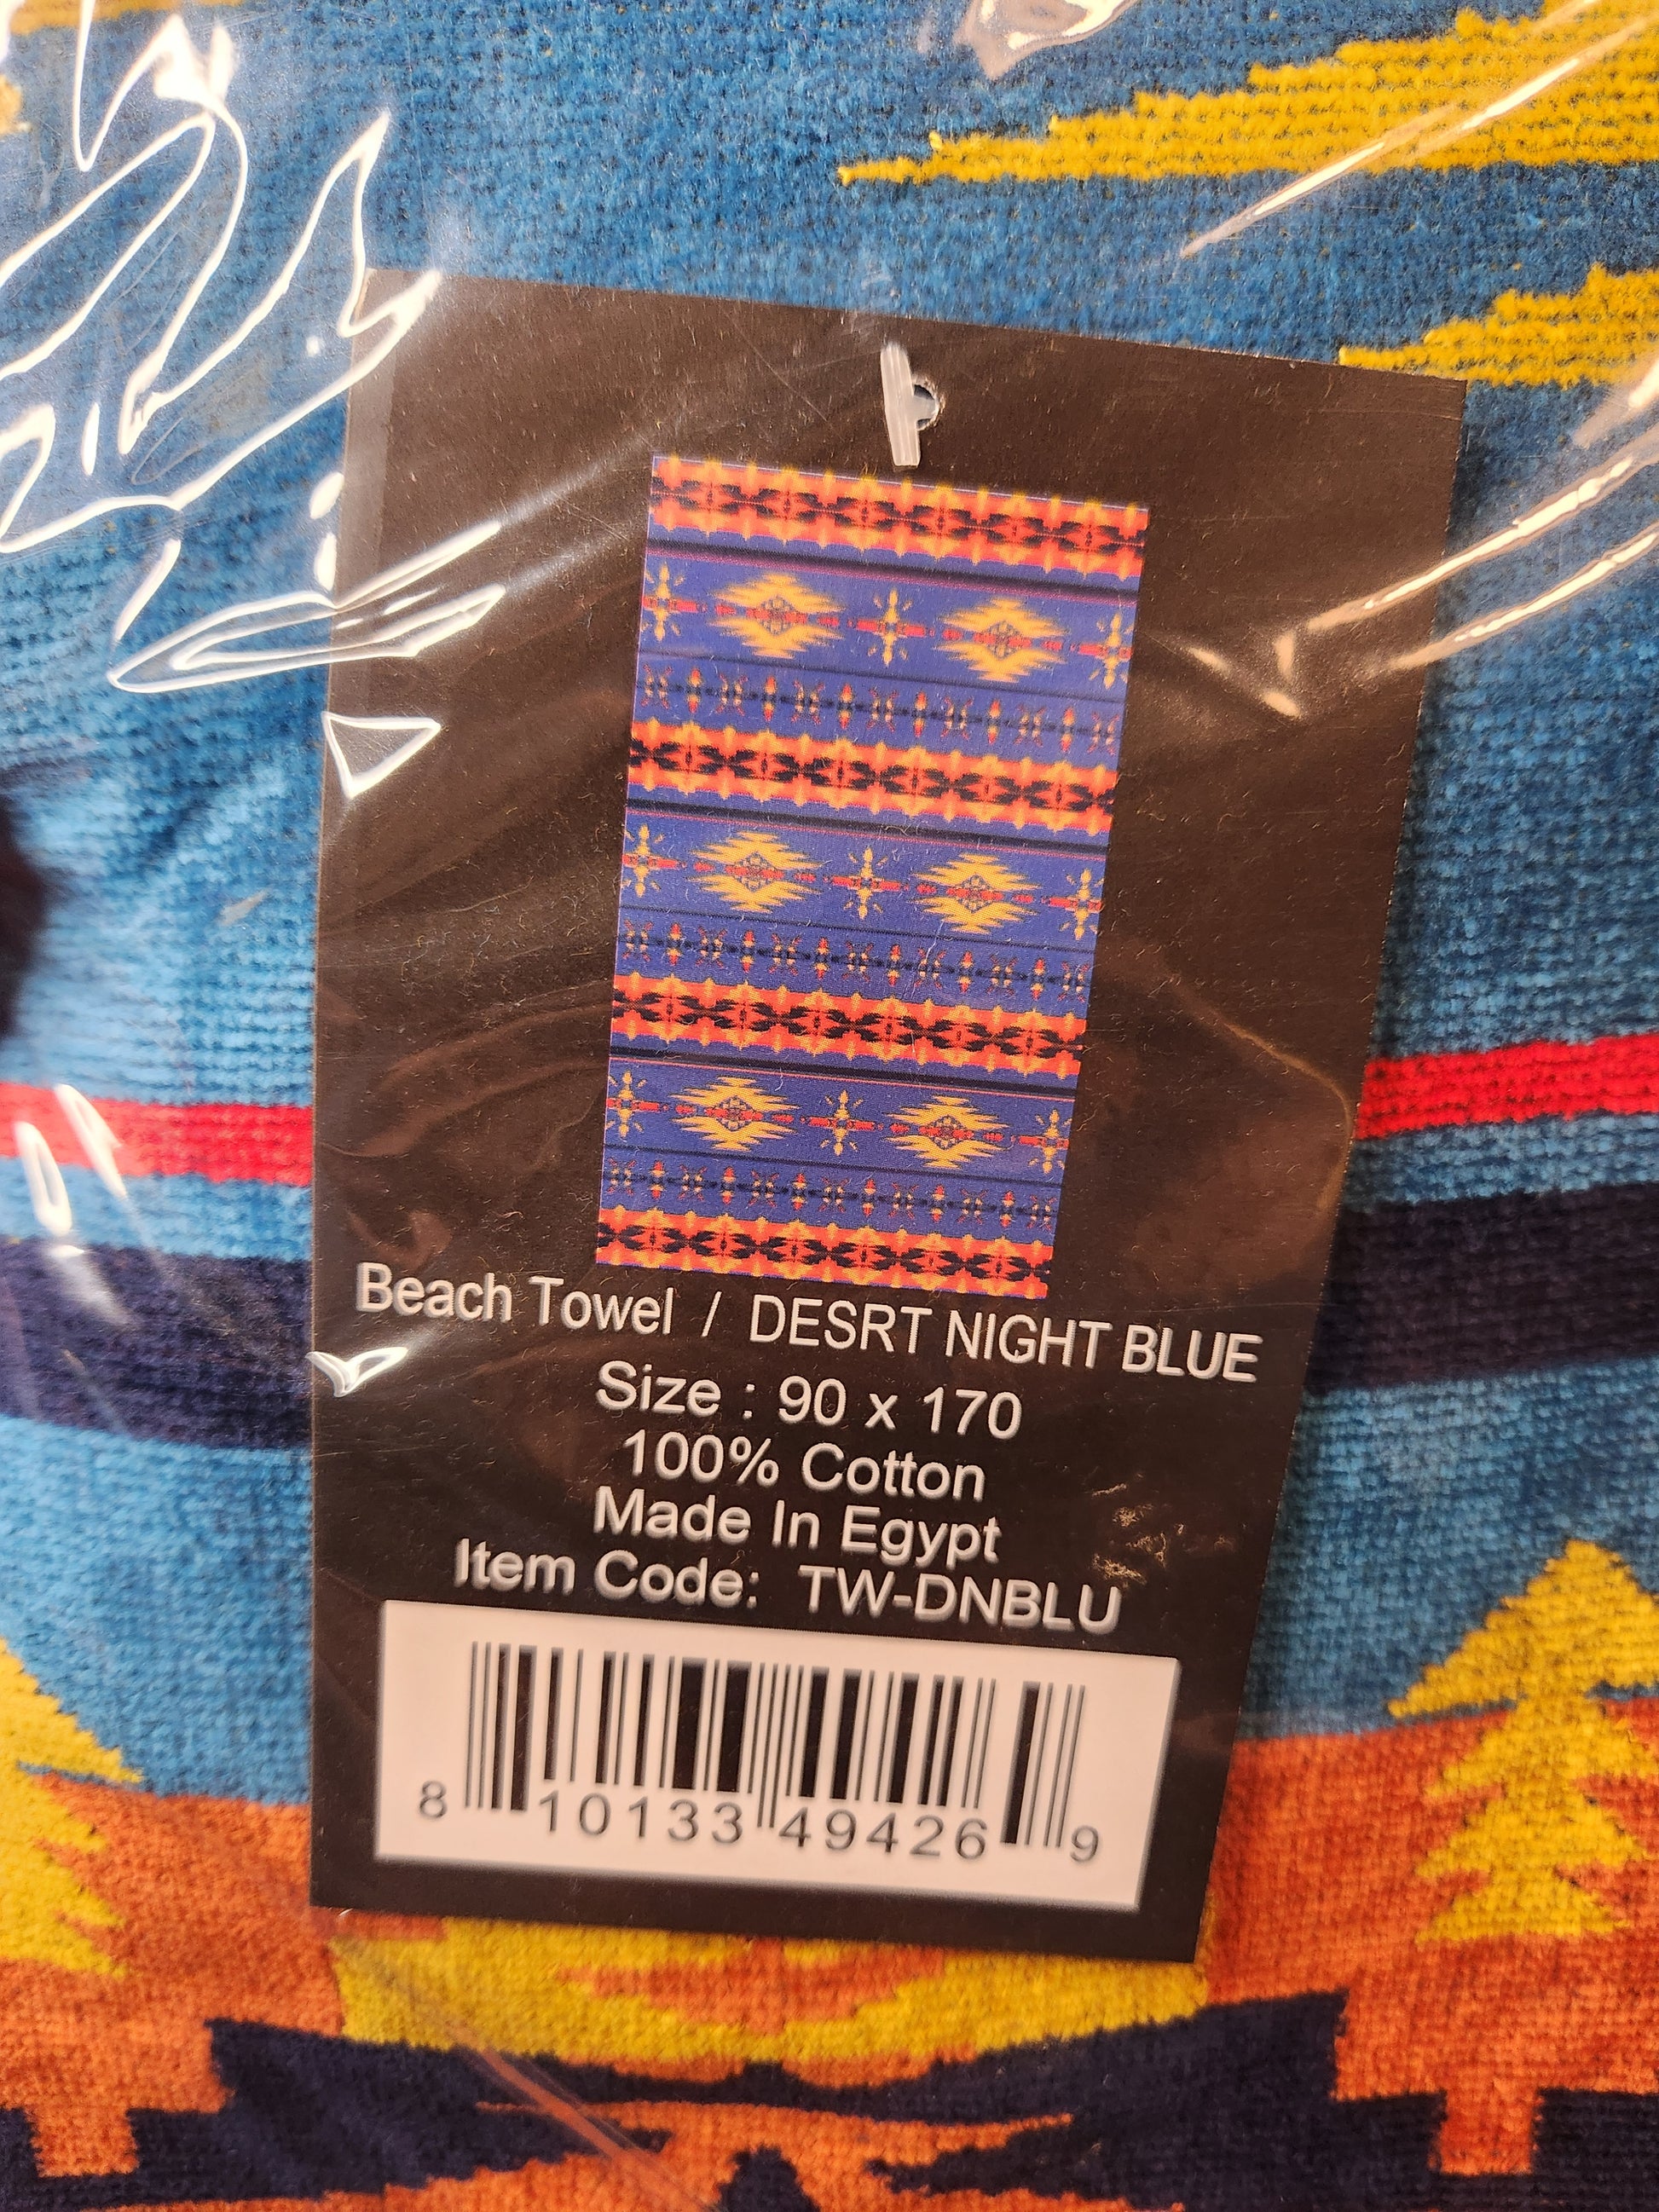 Beach Towel / DESRT NIGHT BLUE
Size : 90 x 170
100% Cotton
Made In Egypt
Item Code: TW-DNBLU
8 10133 49426 9